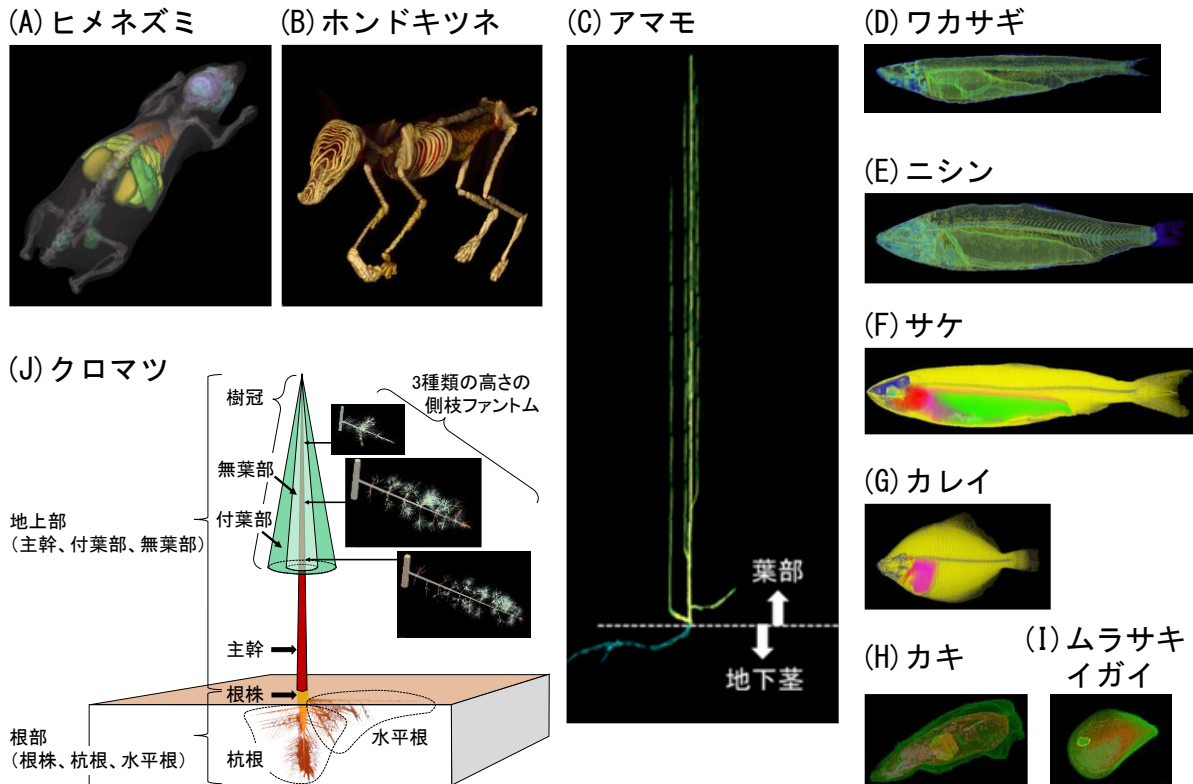 (A)ヒメネズミ
(B)ホンドキツネ
(C)アマモ
葉部
地下茎
(D)ワカサギ
(E)ニシン
(F)サケ
(G)カレイ
(H)カキ
(I)ムラサキ
イガイ
(J)クロマツ
樹冠
3種類の高さの
側枝ファントム
無葉部
付葉部
地上部
(主幹、付葉部、無葉部)
主幹
根株
水平根
杭根
根部
(根株、杭根、水平根)